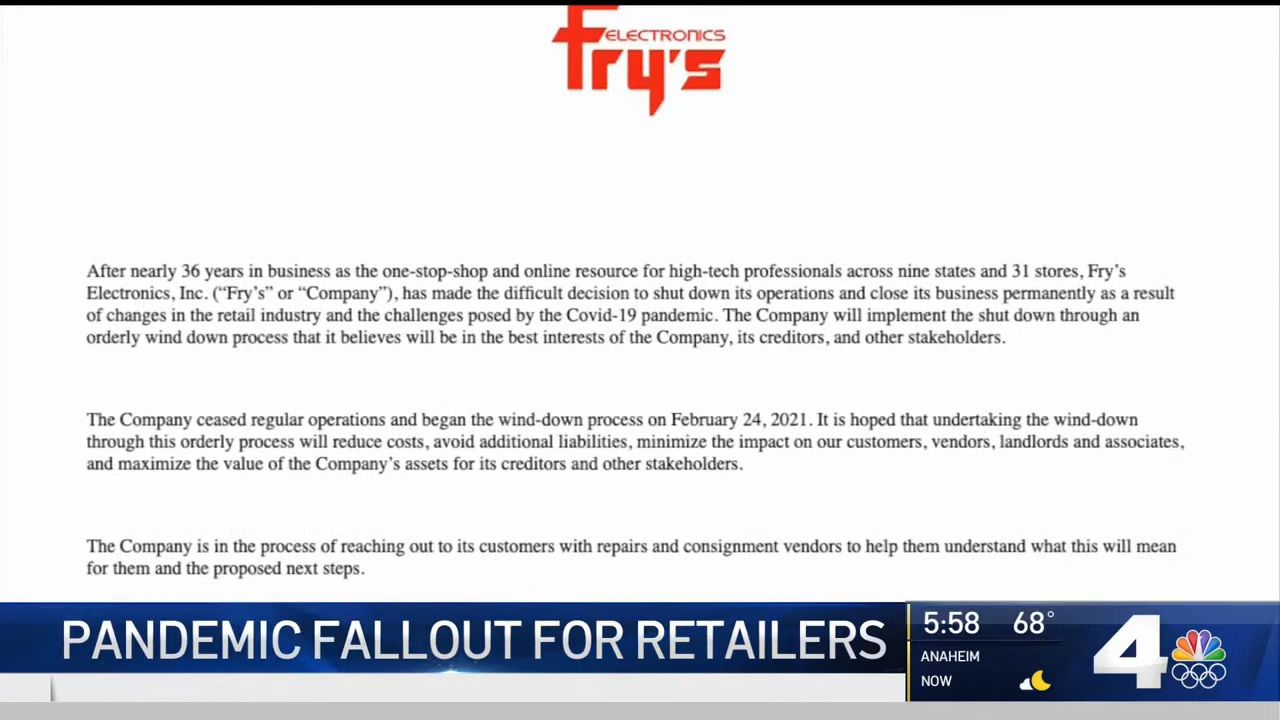 ELECTRONICS
fry's
After nearly 36 years in business as the one-stop-shop and online resource for high-tech professionals across nine states and 31 stores, Fry’s
Electronics, Inc. (“Fry’s” or “Company”), has made the difficult decision to shut down its operations and close its business permanently as a result
of changes in the retail industry and the challenges posed by the Covid-19 pandemic. The Company will implement the shut down through an
orderly wind down process that it believes will be in the best interests of the Company, its creditors, and other stakeholders.
The Company ceased regular operations and began the wind-down process on February 24, 2021. It is hoped that undertaking the wind-down
through this orderly process will reduce costs, avoid additional liabilities, minimize the impact on our customers, vendors, landlords and associates,
and maximize the value of the Company’s assets for its creditors and other stakeholders.
The Company is in the process of reaching out to its customers with repairs and consignment vendors to help them understand what this will mean
for them and the proposed next steps.
PANDEMIC FALLOUT FOR RETAILERS
5:58 68°
ANAHEIM
NOW
4